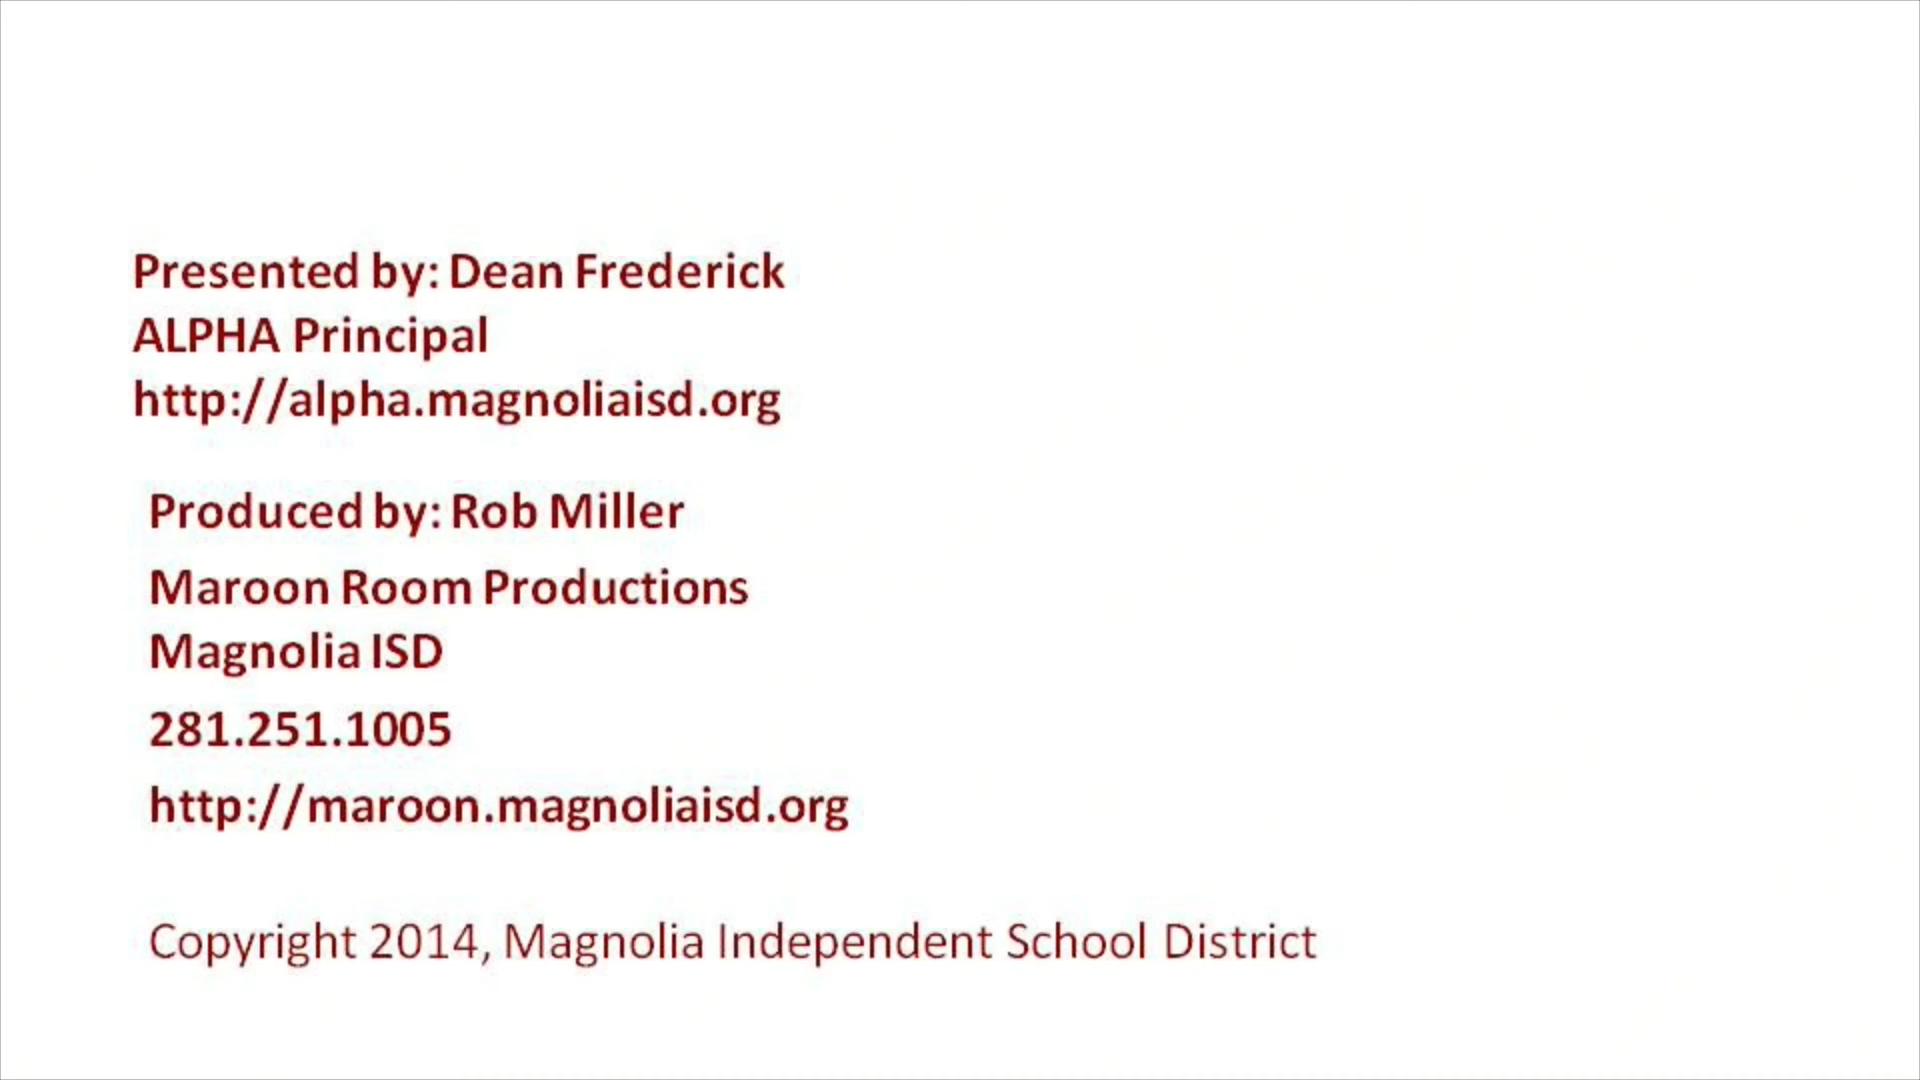 Presented by: Dean Frederick
ALPHA Principal
http://alpha.magnoliaisd.org
Produced by: Rob Miller
Maroon Room Productions
Magnolia ISD
281.251.1005
http://maroon.magnoliaisd.org
Copyright 2014, Magnolia Independent School District